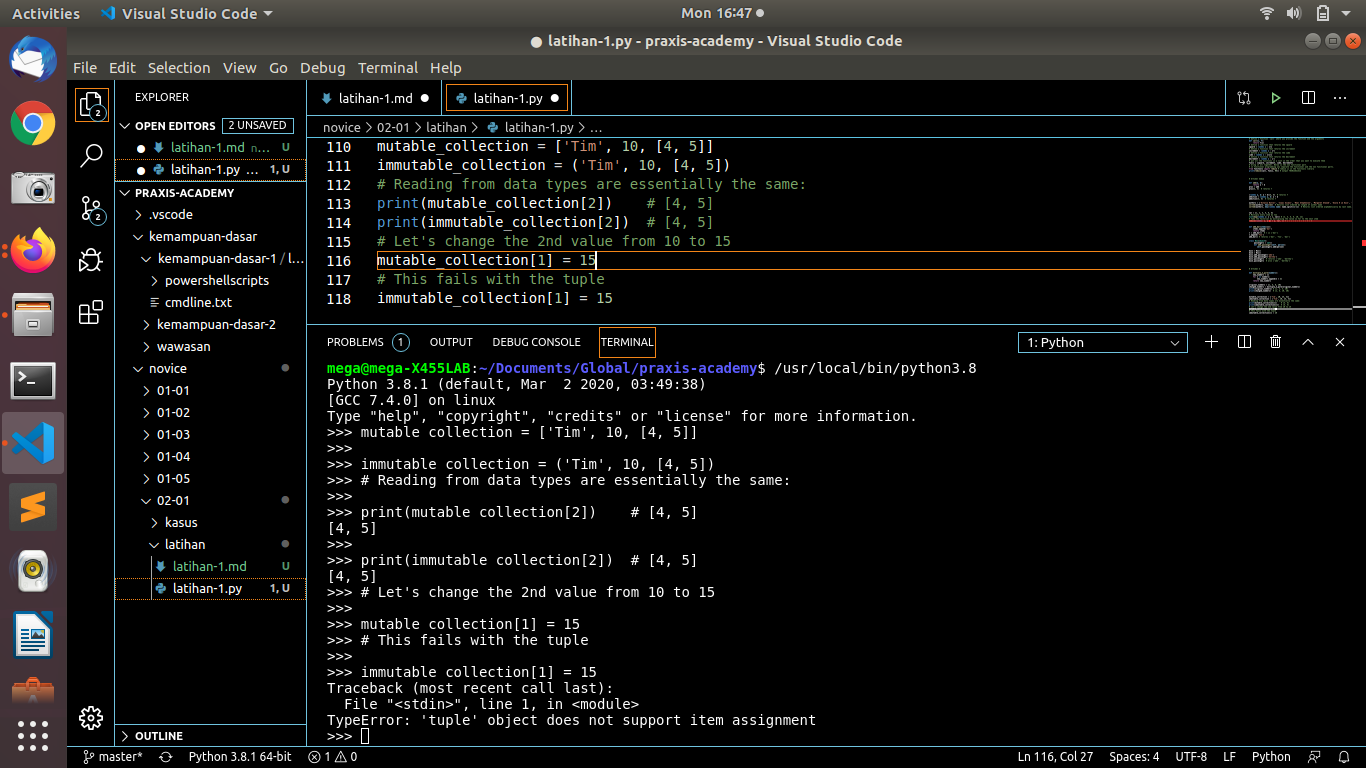 Activities Visual Studio Code Mon 16:47
latihan-1.py - praxis-academy - Visual Studio Code
File Edit Selection View Go Debug Terminal Help
EXPLORER
OPEN EDITORS 2 UNSAVED
latihan-1.md n... U
latihan-1.py ... 1, U
PRAXIS-ACADEMY
.vscode
kemampuan-dasar
kemampuan-dasar-1 / l...
powershellscripts
cmdline.txt
kemampuan-dasar-2
wawasan
novice
01-01
01-02
01-03
01-04
01-05
02-01
kasus
latihan
latihan-1.md U
latihan-1.py 1, U
OUTLINE
2
2
latihan-1.md latihan-1.py
novice > 02-01 > latihan > latihan-1.py > ...
110 mutable_collection = ['Tim', 10, [4, 5]]
111 immutable_collection = ('Tim', 10, [4, 5])
112 # Reading from data types are essentially the same:
113 print(mutable_collection[2])    # [4, 5]
114 print(immutable_collection[2])  # [4, 5]
115 # Let's change the 2nd value from 10 to 15
116 mutable_collection[1] = 15
117 # This fails with the tuple
118 immutable_collection[1] = 15
PROBLEMS 1 OUTPUT DEBUG CONSOLE TERMINAL 1: Python
mega@mega-X455LAB:~/Documents/Global/praxis-academy$ /usr/local/bin/python3.8
Python 3.8.1 (default, Mar  2 2020, 03:49:38)
[GCC 7.4.0] on linux
Type "help", "copyright", "credits" or "license" for more information.
>>> mutable_collection = ['Tim', 10, [4, 5]]
>>>
>>> immutable_collection = ('Tim', 10, [4, 5])
>>> # Reading from data types are essentially the same:
>>>
>>> print(mutable_collection[2])    # [4, 5]
[4, 5]
>>>
>>> print(immutable_collection[2])  # [4, 5]
[4, 5]
>>> # Let's change the 2nd value from 10 to 15
>>>
>>> mutable_collection[1] = 15
>>> # This fails with the tuple
>>>
>>> immutable_collection[1] = 15
Traceback (most recent call last):
  File "<stdin>", line 1, in <module>
TypeError: 'tuple' object does not support item assignment
>>>
master* Python 3.8.1 64-bit 1 0 Ln 116, Col 27 Spaces: 4 UTF-8 LF Python